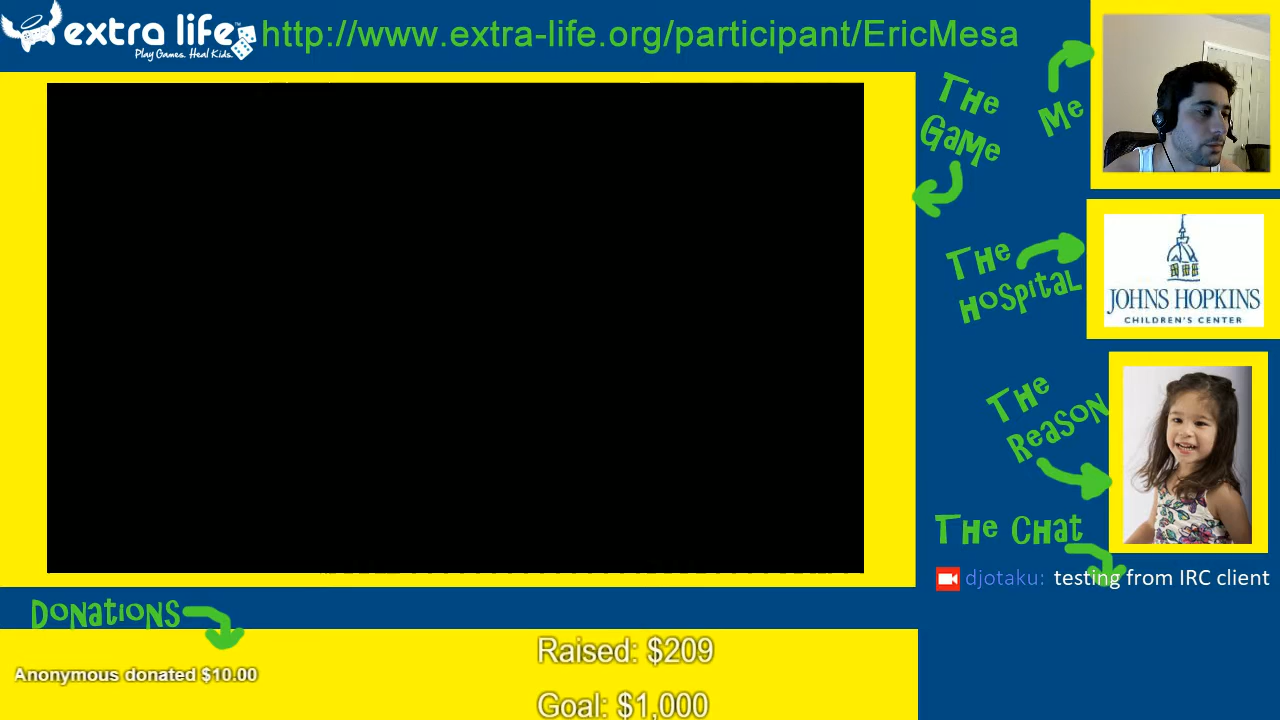 extra life
Play Games. Heal Kids.
http://www.extra-life.org/participant/EricMesa
The
Game
Me
The
Hospital
JOHNS HOPKINS
CHILDREN'S CENTER
The
Reason
The Chat
djotaku: testing from IRC client
Donations
Anonymous donated $10.00
Raised: $209
Goal: $1,000